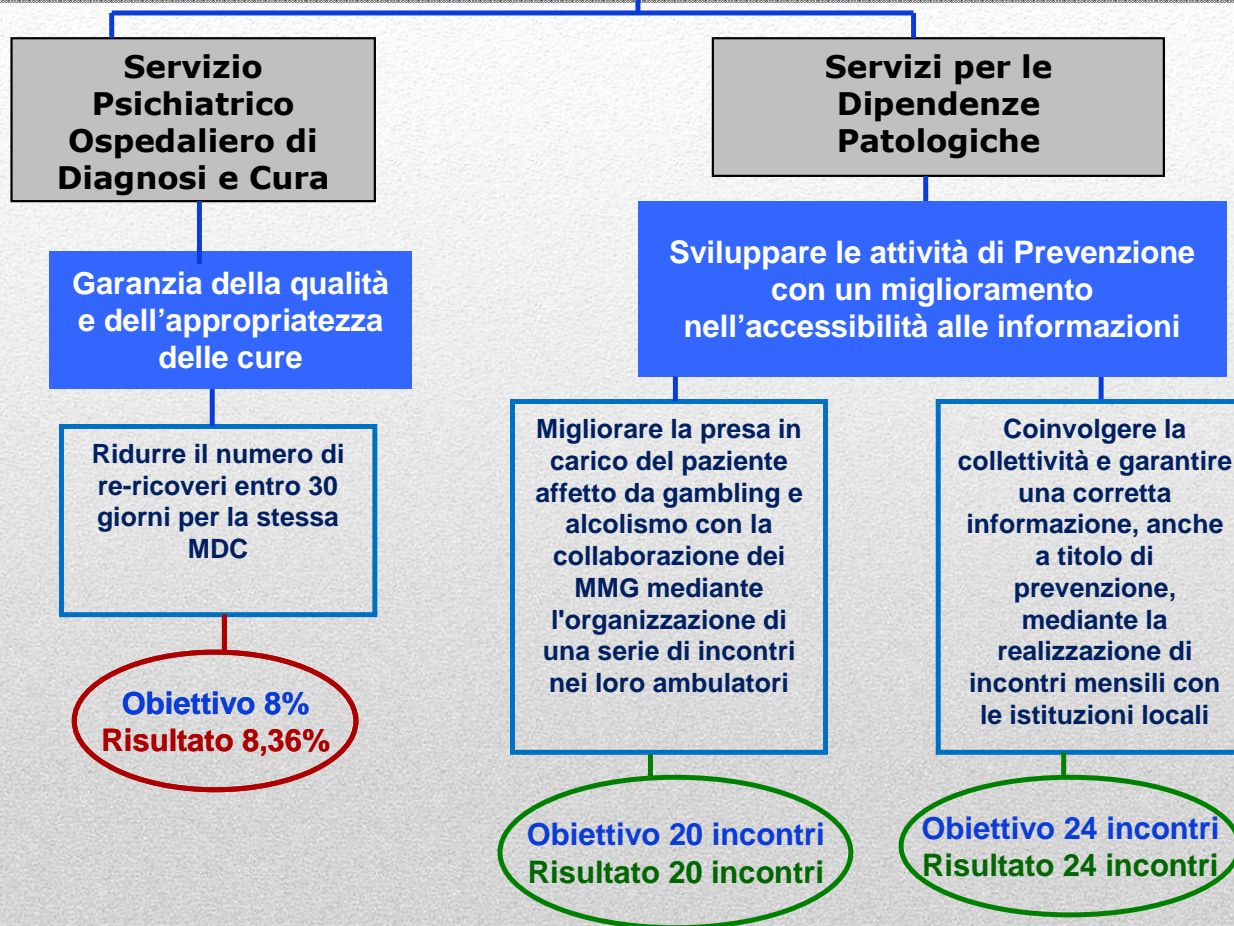 Servizio
Psichiatrico
Ospedaliero di
Diagnosi e Cura
Garanzia della qualità
e dell’appropriatezza
delle cure
Ridurre il numero di
re-ricoveri entro 30
giorni per la stessa
MDC
Obiettivo 8%
Risultato 8,36%
Servizi per le
Dipendenze
Patologiche
Sviluppare le attività di Prevenzione
con un miglioramento
nell’accessibilità alle informazioni
Migliorare la presa in
carico del paziente
affetto da gambling e
alcolismo con la
collaborazione dei
MMG mediante
l'organizzazione di
una serie di incontri
nei loro ambulatori
Obiettivo 20 incontri
Risultato 20 incontri
Coinvolgere la
collettività e garantire
una corretta
informazione, anche
a titolo di
prevenzione,
mediante la
realizzazione di
incontri mensili con
le istituzioni locali
Obiettivo 24 incontri
Risultato 24 incontri